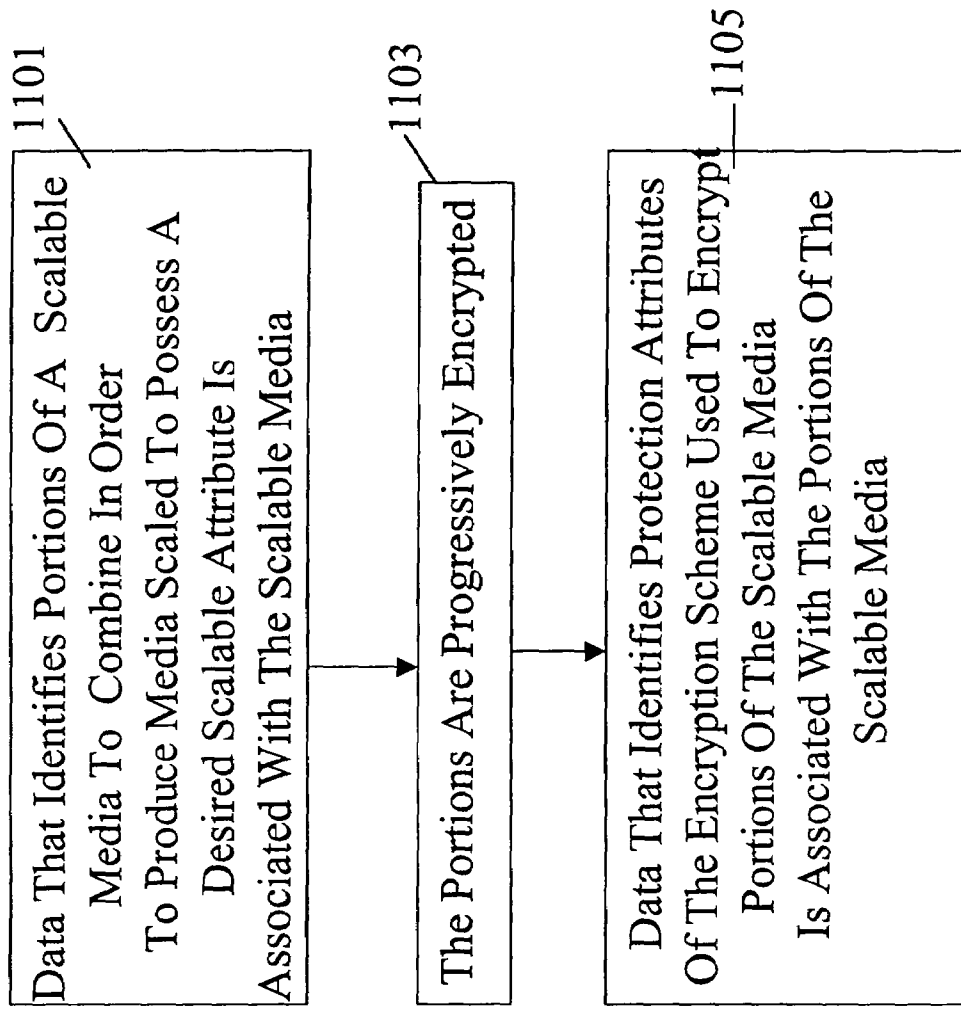 Data That Identifies Portions Of A Scalable
Media To Combine In Order
To Produce Media Scaled To Possess A
Desired Scalable Attribute Is
Associated With The Scalable Media
1101
The Portions Are Progressively Encrypted
1103
Data That Identifies Protection Attributes
Of The Encryption Scheme Used To Encrypt
Portions Of The Scalable Media
Is Associated With The Portions Of The
Scalable Media
1105